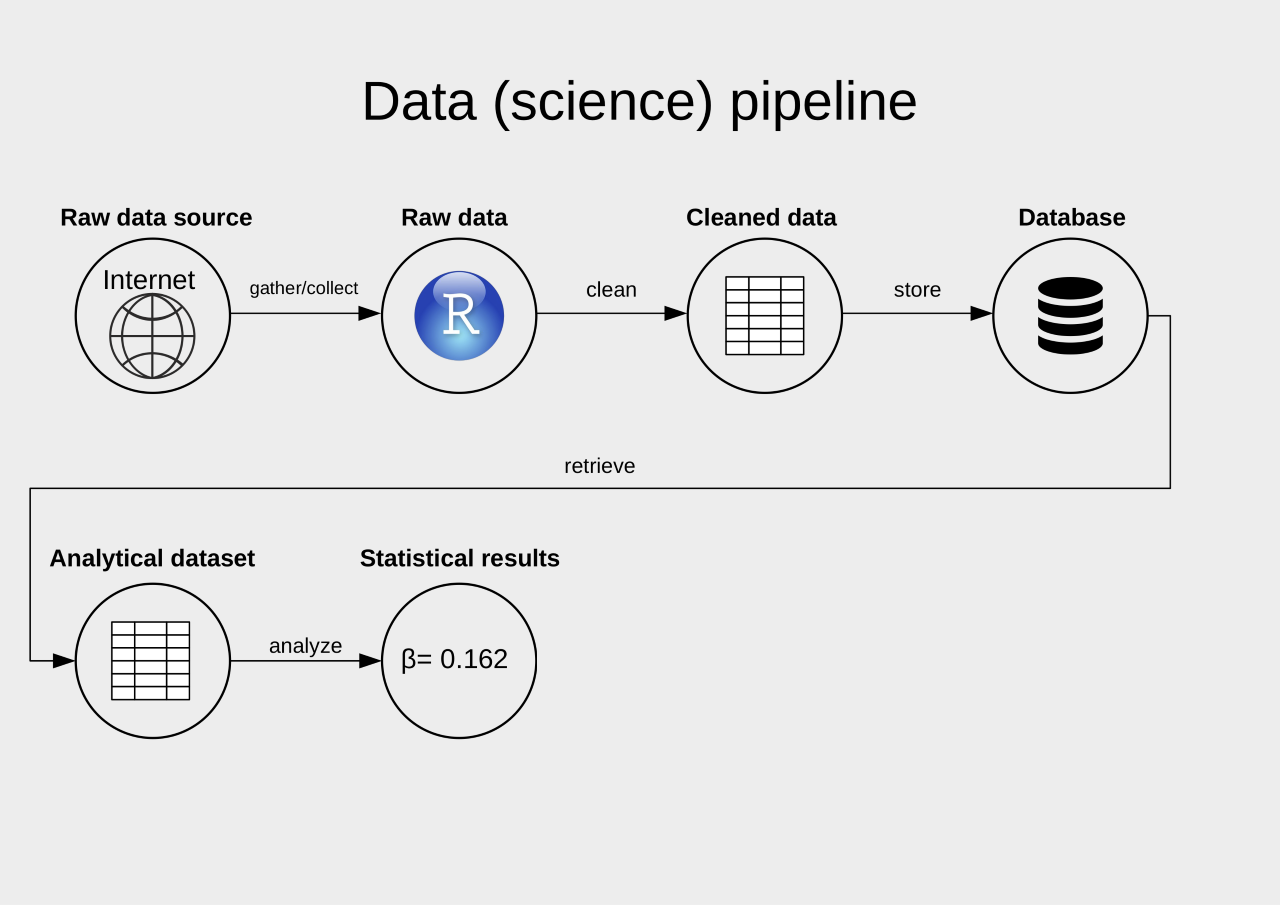 Data (science) pipeline
Raw data source
Raw data
Cleaned data
Database
Internet
gather/collect
R
clean
store
retrieve
Analytical dataset
Statistical results
analyze
β= 0.162